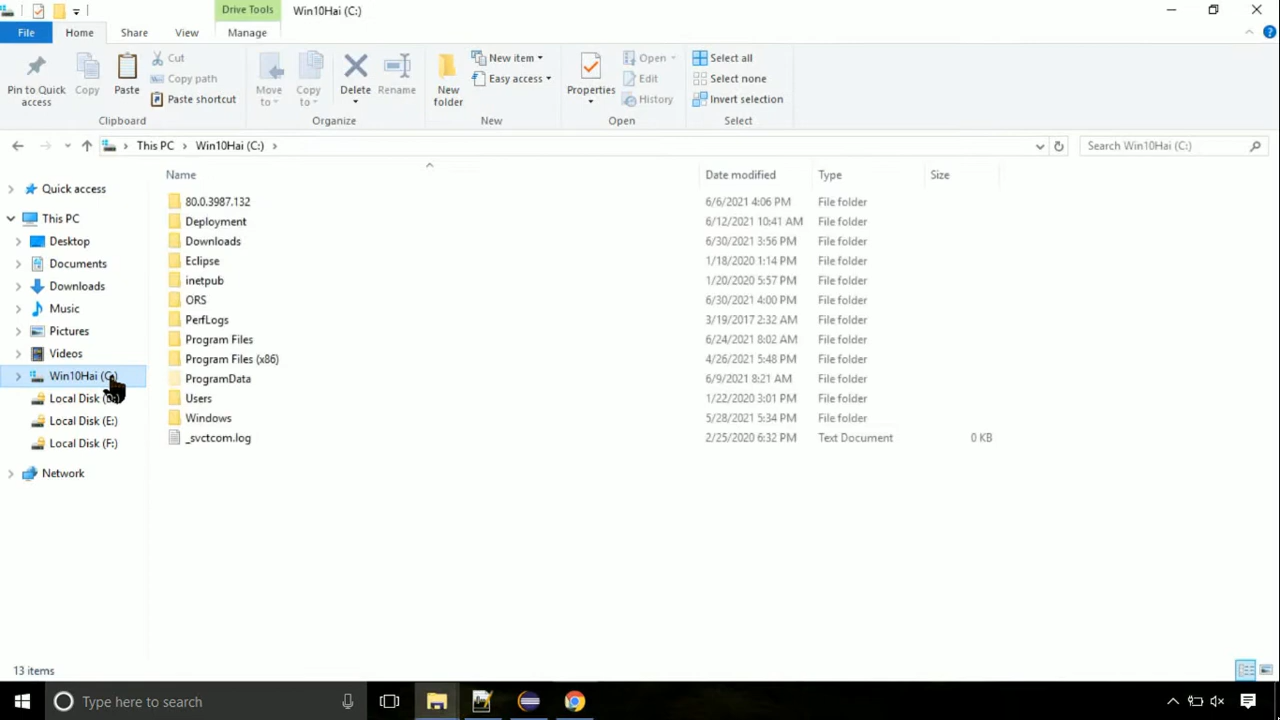 Drive Tools Win10Hai (C:)
File Home Share View Manage
Pin to Quick access
Copy
Paste
Cut
Copy path
Paste shortcut
Clipboard
Move to
Copy to
Delete
Rename
Organize
New folder
New item
Easy access
New
Properties
Open
Edit
History
Open
Select all
Select none
Invert selection
Select
This PC Win10Hai (C:)
Search Win10Hai (C:)
Quick access
This PC
Desktop
Documents
Downloads
Music
Pictures
Videos
Win10Hai (C:)
Local Disk
Local Disk (E:)
Local Disk (F:)
Network
Name Date modified Type Size
80.0.3987.132 6/6/2021 4:06 PM File folder
Deployment 6/12/2021 10:41 AM File folder
Downloads 6/30/2021 3:56 PM File folder
Eclipse 1/18/2020 1:14 PM File folder
inetpub 1/20/2020 5:57 PM File folder
ORS 6/30/2021 4:00 PM File folder
PerfLogs 3/19/2017 2:32 AM File folder
Program Files 6/24/2021 8:02 AM File folder
Program Files (x86) 4/26/2021 5:48 PM File folder
ProgramData 6/9/2021 8:21 AM File folder
Users 1/22/2020 3:01 PM File folder
Windows 5/28/2021 5:34 PM File folder
_svctcom.log 2/25/2020 6:32 PM Text Document 0 KB
13 items
Type here to search